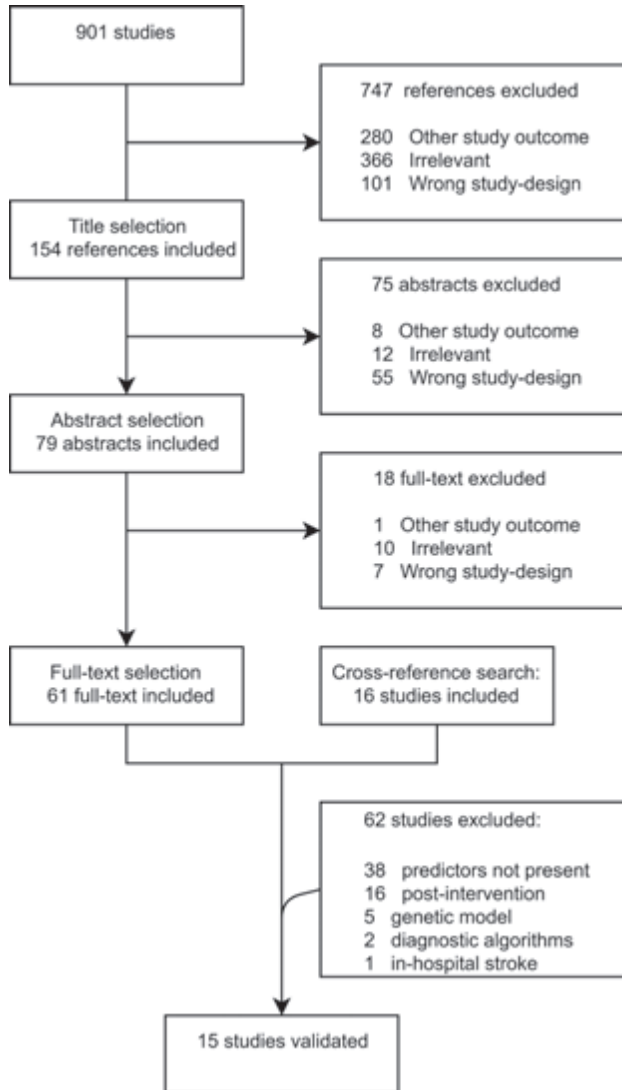 901 studies
747 references excluded
280 Other study outcome
366 Irrelevant
101 Wrong study-design
Title selection
154 references included
75 abstracts excluded
8 Other study outcome
12 Irrelevant
55 Wrong study-design
Abstract selection
79 abstracts included
18 full-text excluded
1 Other study outcome
10 Irrelevant
7 Wrong study-design
Full-text selection
61 full-text included
Cross-reference search:
16 studies included
62 studies excluded:
38 predictors not present
16 post-intervention
5 genetic model
2 diagnostic algorithms
1 in-hospital stroke
15 studies validated